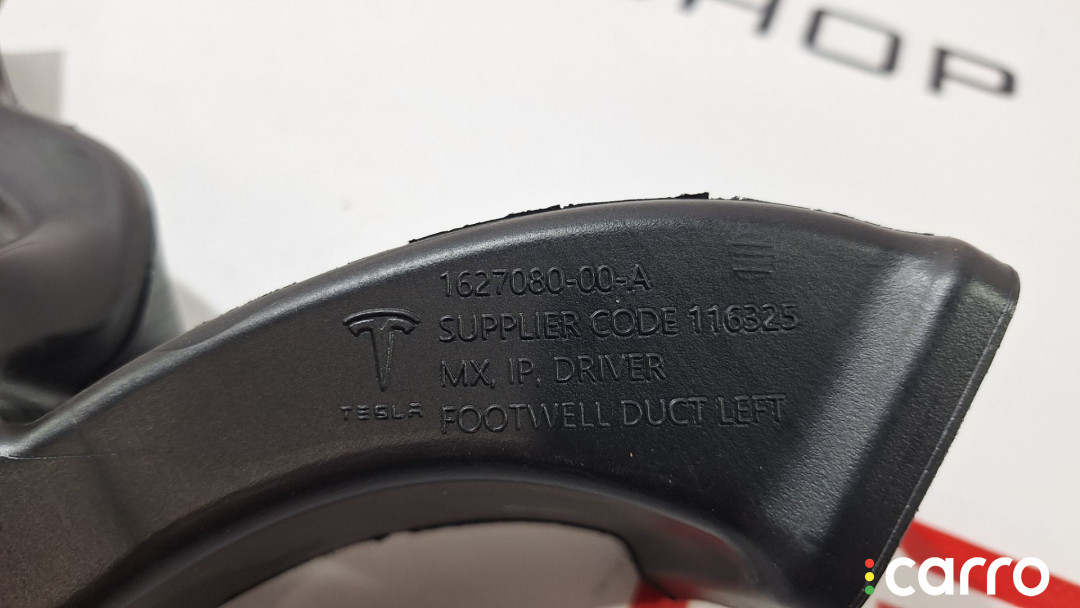 HOP
1627080-00-A
SUPPLIER CODE 116325
MX, IP, DRIVER
FOOTWELL DUCT LEFT
TESLA
carro